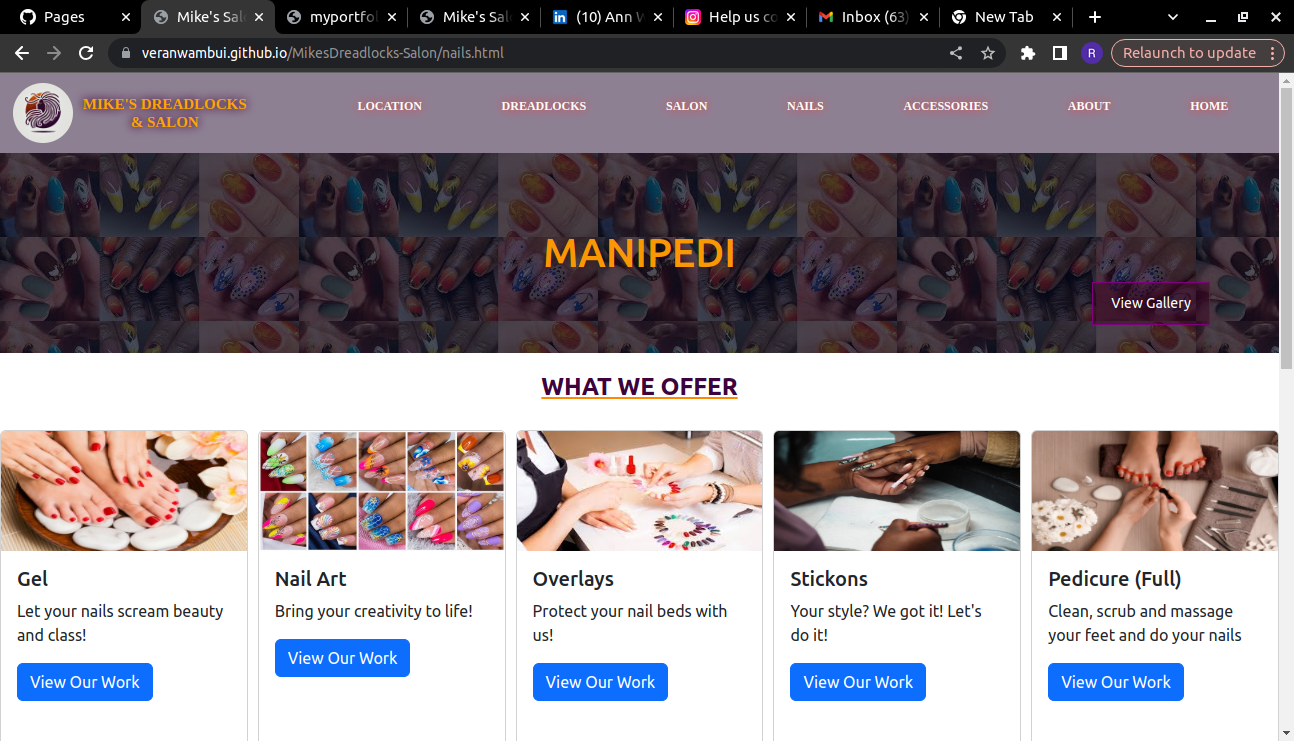 Pages
Mike's Sal
myportfol
Mike's Sal
(10) Ann W
Help us co
Inbox (63)
New Tab
veranwambui.github.io/MikesDreadlocks-Salon/nails.html
R
Relaunch to update
MIKE'S DREADLOCKS
& SALON
LOCATION
DREADLOCKS
SALON
NAILS
ACCESSORIES
ABOUT
HOME
MANIPEDI
View Gallery
WHAT WE OFFER
Gel
Let your nails scream beauty
and class!
View Our Work
Nail Art
Bring your creativity to life!
View Our Work
Overlays
Protect your nail beds with
us!
View Our Work
Stickons
Your style? We got it! Let's
do it!
View Our Work
Pedicure (Full)
Clean, scrub and massage
your feet and do your nails
View Our Work